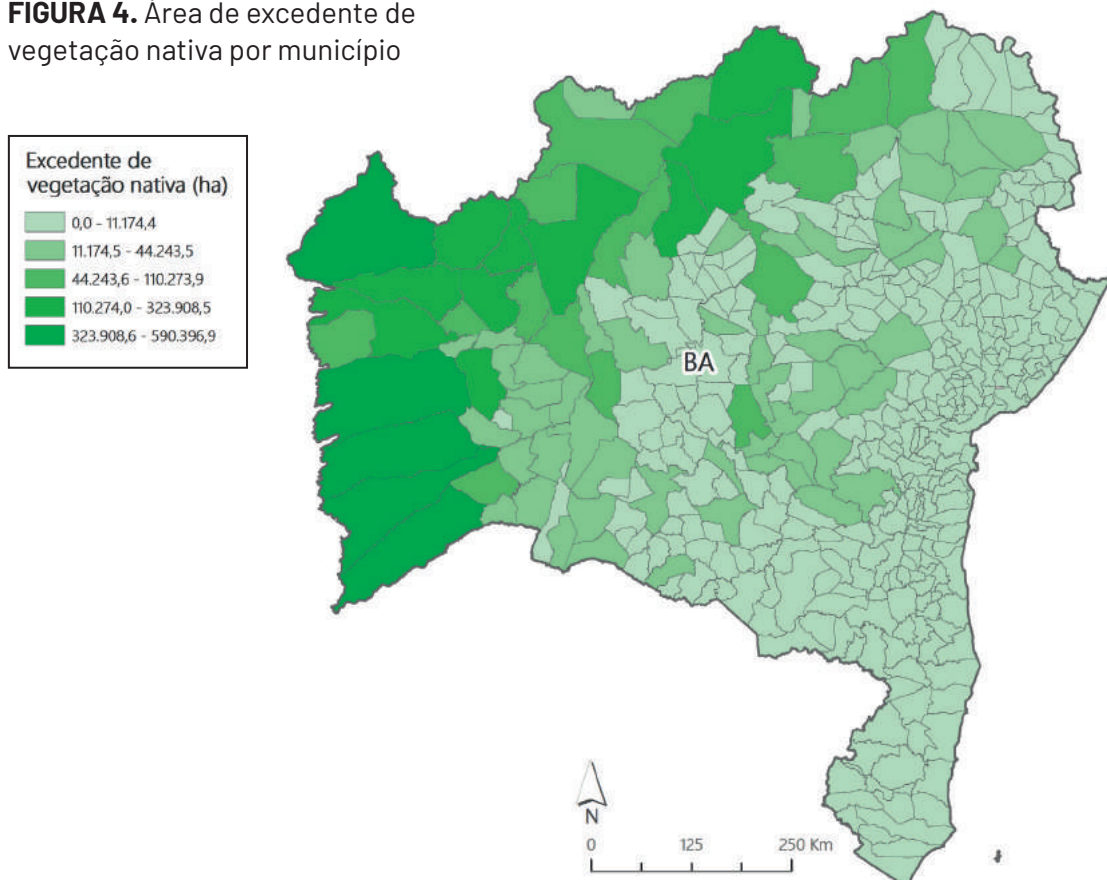 FIGURA 4. Área de excedente de
vegetação nativa por município
Excedente de
vegetação nativa (ha)
0,0 - 11.174,4
11.174,5 - 44.243,5
44.243,6 - 110.273,9
110.274,0 - 323.908,5
323.908,6 - 590.396,9
BA
N
0 125 250 Km